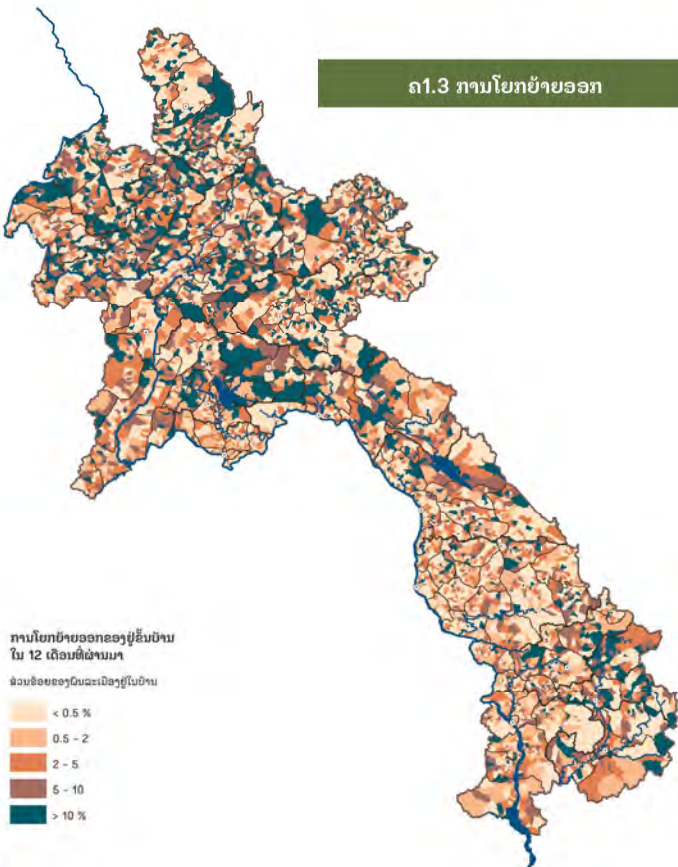 ຄ1.3 ການໂຍກຍ້າຍອອກ
ການໂຍກຍ້າຍອອກຂອງຢູ່ຂັ້ນບ້ານ
ໃນ 12 ເດືອນທີ່ຜ່ານມາ
ສ່ວນຮ້ອຍຂອງພົນລະເມືອງຢູ່ໃນບ້ານ
< 0.5 %
0.5 - 2
2 - 5
5 - 10
> 10 %